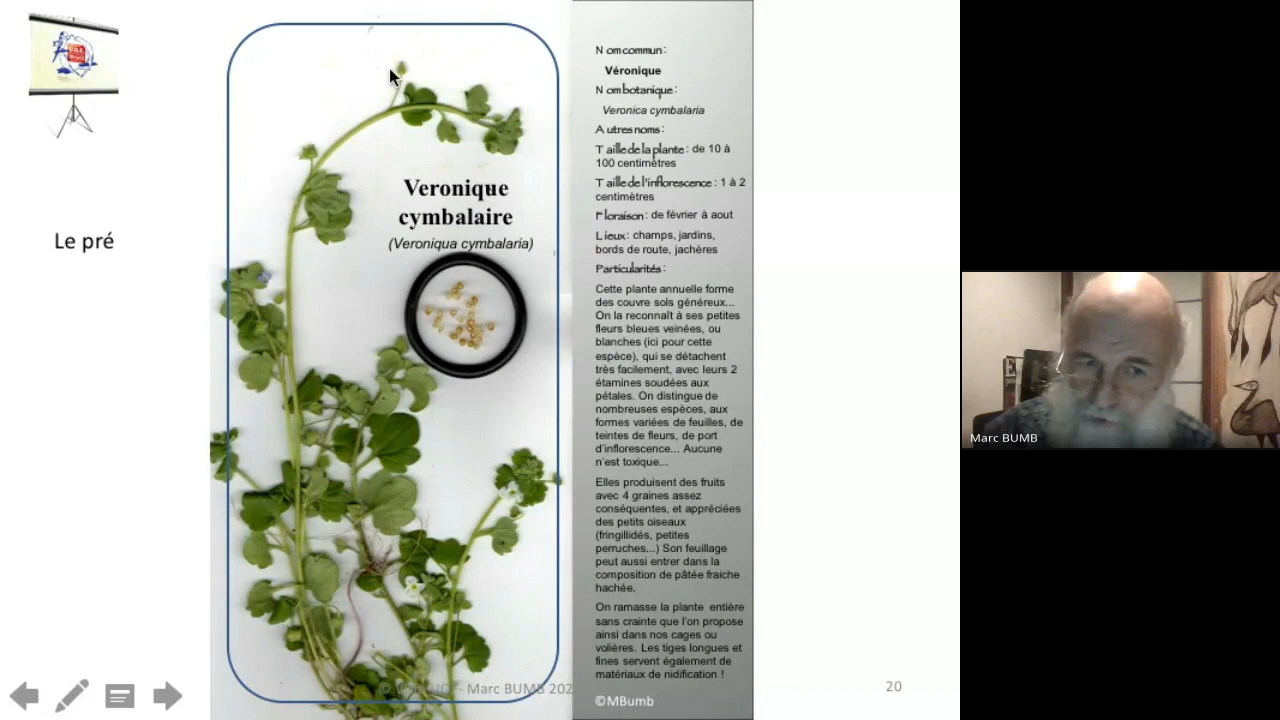 Le pré
Veronique
cymbalaire
(Veroniqua cymbalaria)
© - Marc BUMB 202
N om commun :
Véronique
N om botanique :
Veronica cymbalaria
A utres noms :
T aille de la plante : de 10 à
100 centimètres
T aille de l'inflorescence : 1 à 2
centimètres
Floraison : de février à aout
Lieux : champs, jardins,
bords de route, jachères
Particularités :
Cette plante annuelle forme
des couvre sols généreux...
On la reconnaît à ses petites
fleurs bleues veinées, ou
blanches (ici pour cette
espèce), qui se détachent
très facilement, avec leurs 2
étamines soudées aux
pétales. On distingue de
nombreuses espèces, aux
formes variées de feuilles, de
teintes de fleurs, de port
d'inflorescence... Aucune
n'est toxique...
Elles produisent des fruits
avec 4 graines assez
conséquentes, et appréciées
des petits oiseaux
(fringillidés, petites
perruches...) Son feuillage
peut aussi entrer dans la
composition de pâtée fraiche
hachée.
On ramasse la plante entière
sans crainte que l'on propose
ainsi dans nos cages ou
volières. Les tiges longues et
fines servent également de
matériaux de nidification !
©MBumb
20
Marc BUMB